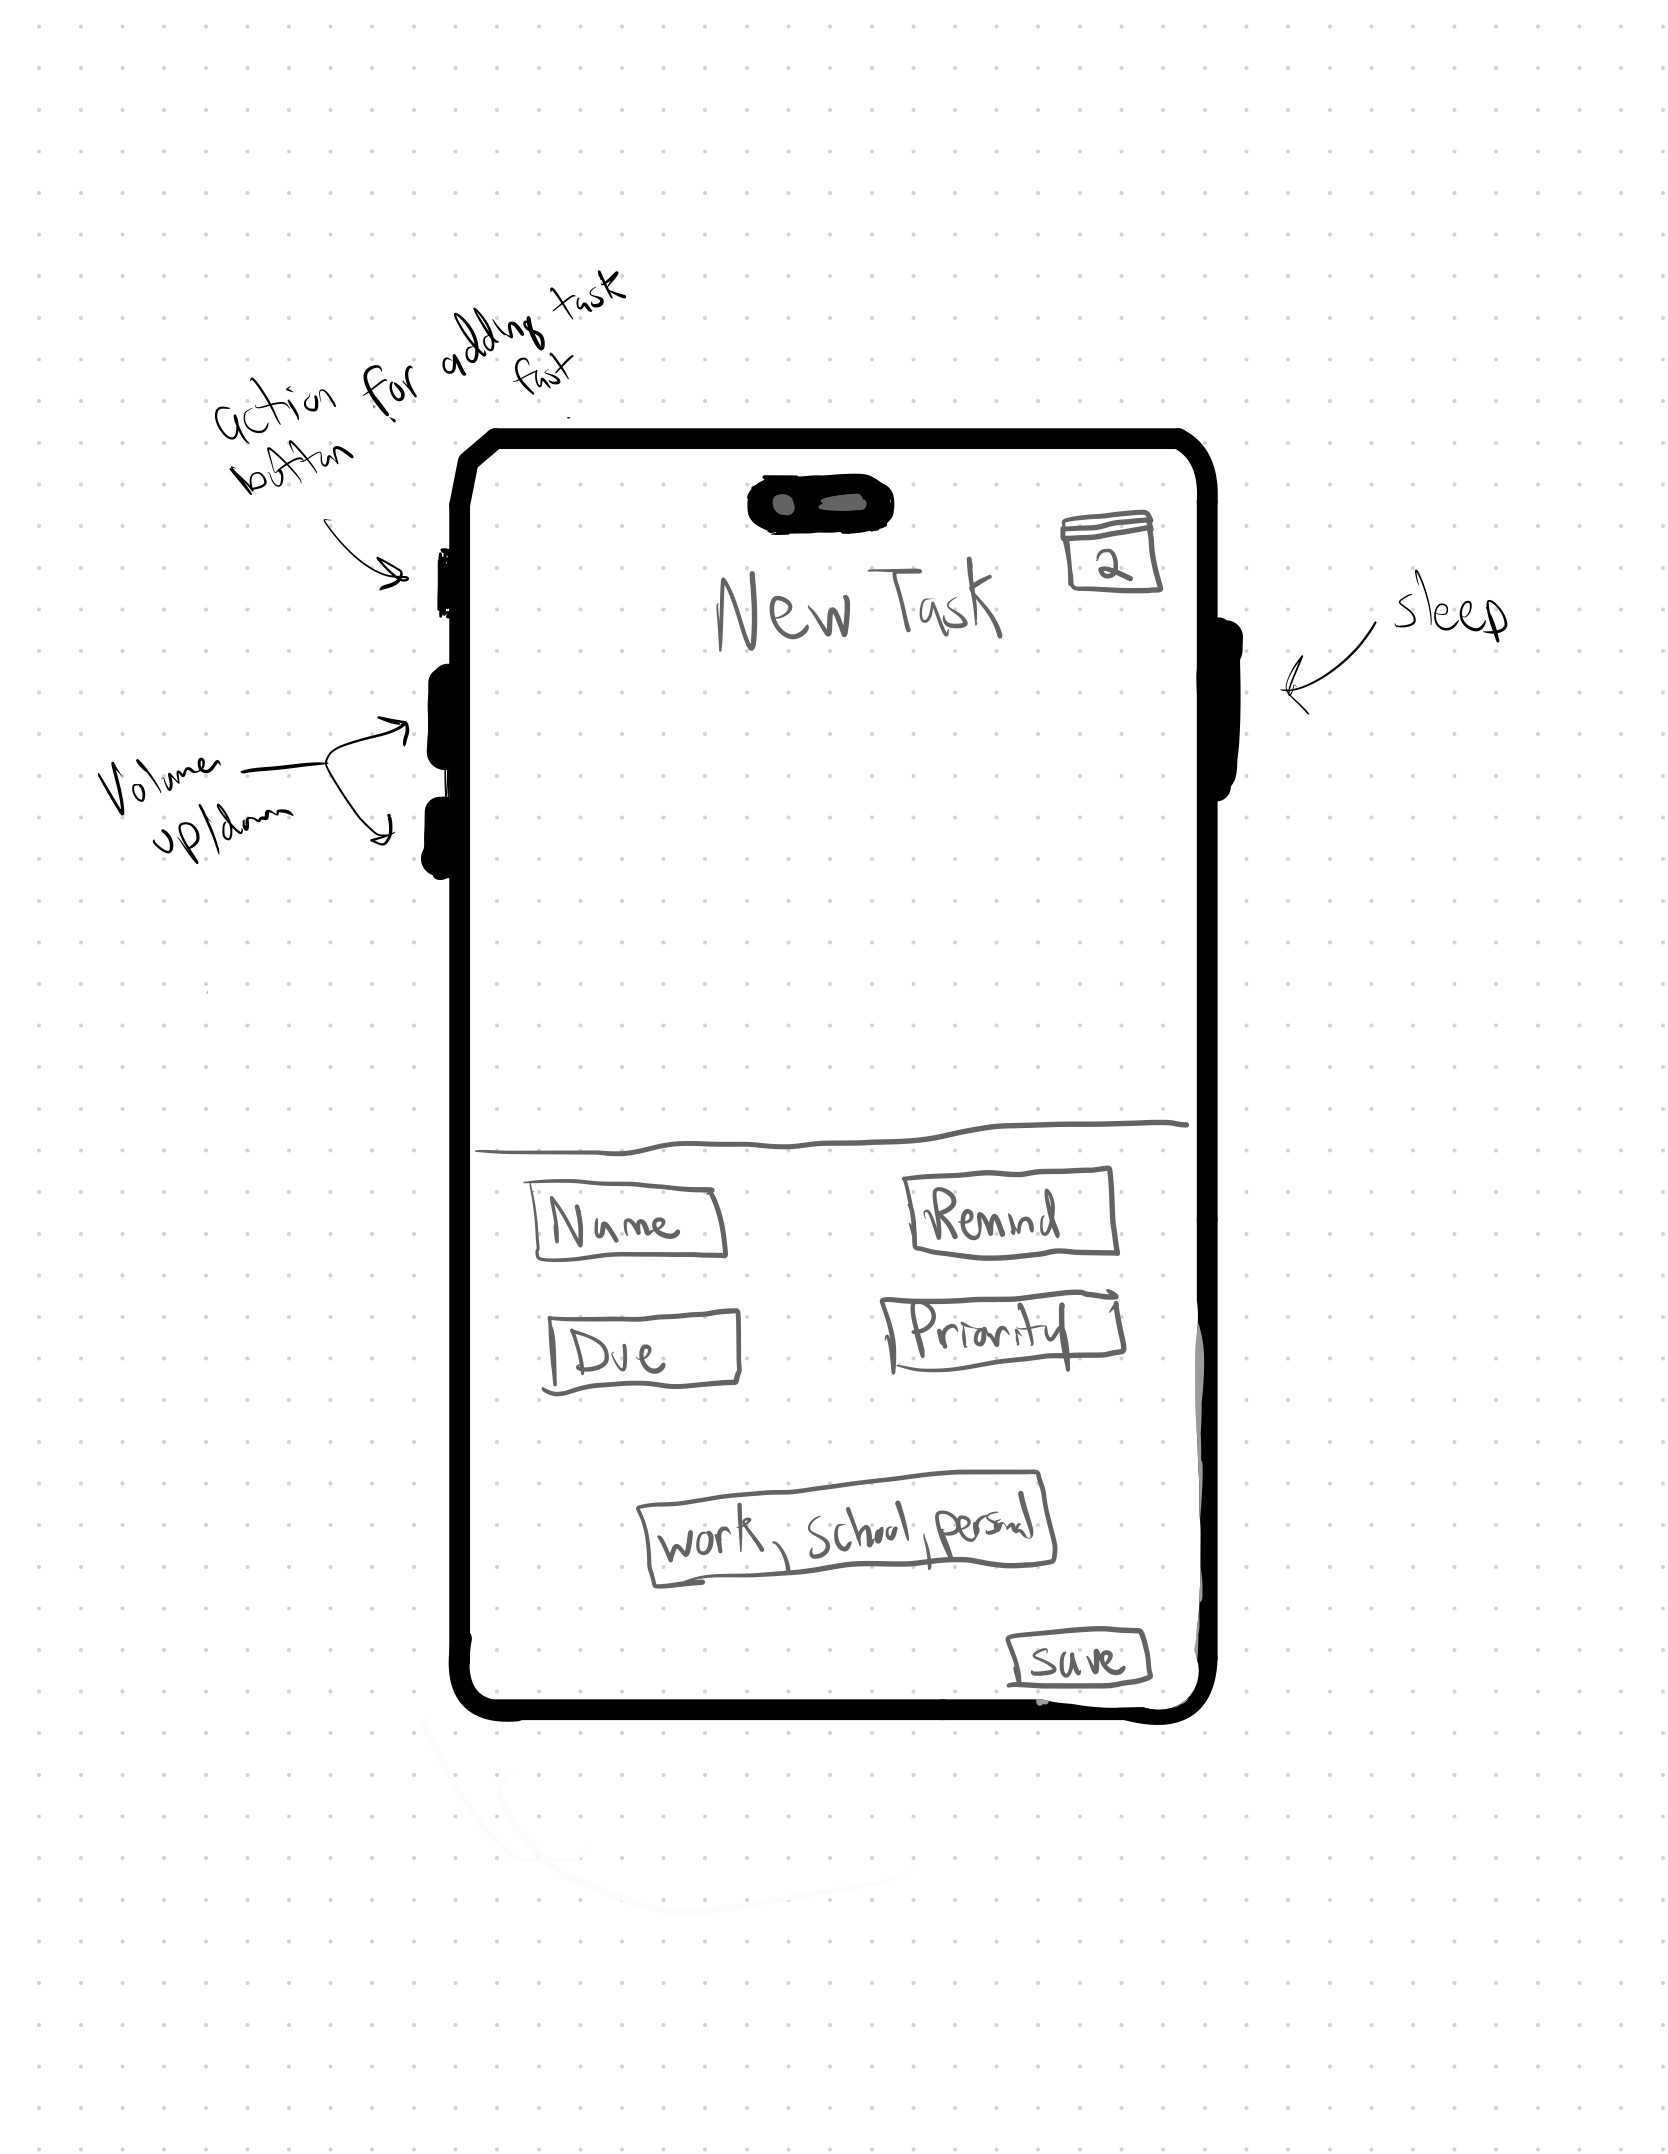 action for adding task
button fast
New Task
2
sleep
Volume
up/down
Name
Remind
Due
Priority
work, school, personal
save